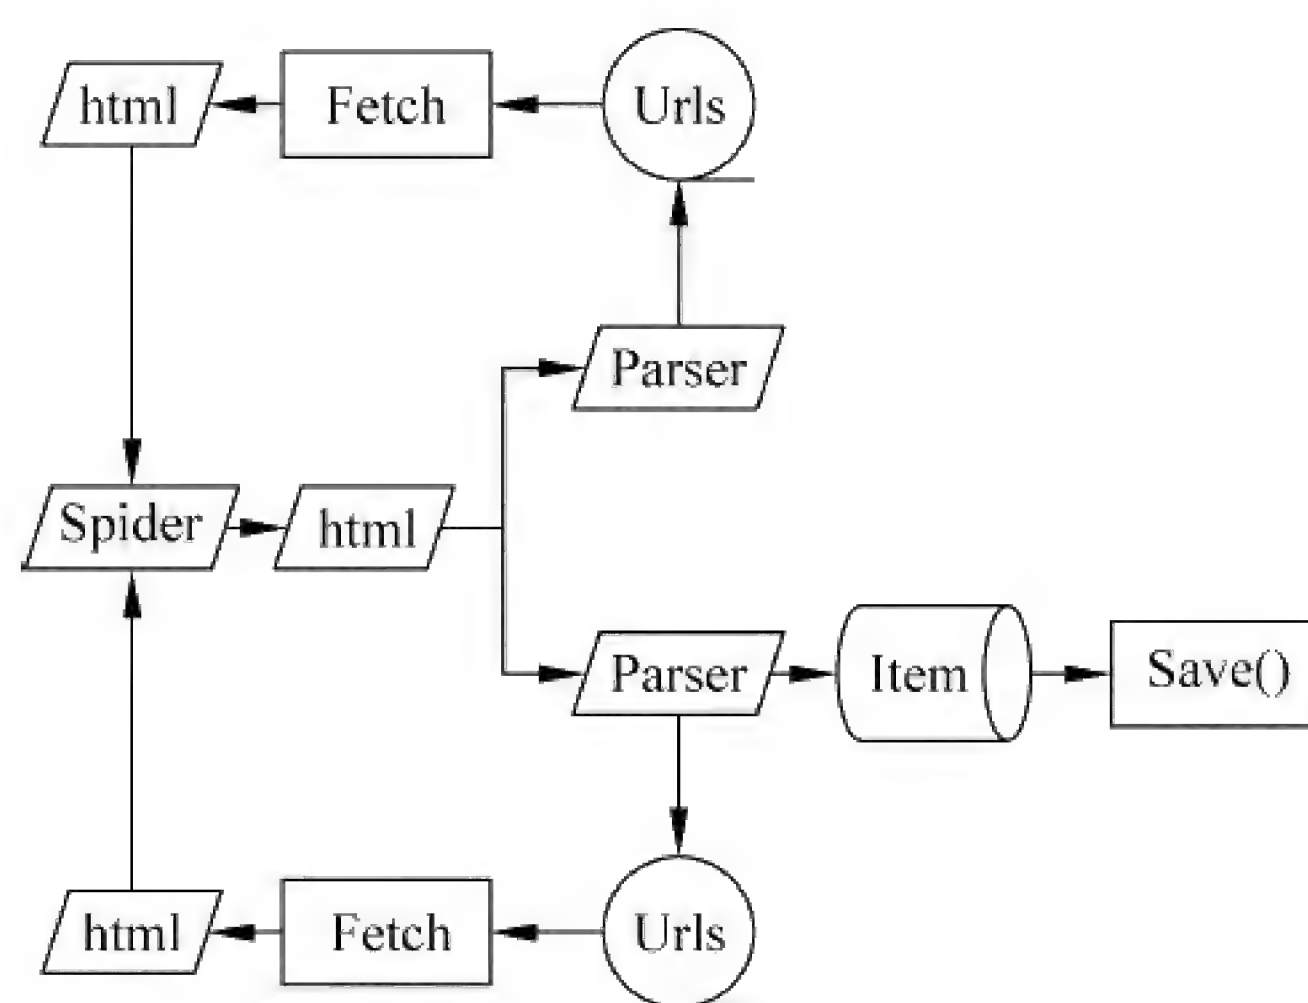 html
Fetch
Urls
Parser
Spider
html
Parser
Item
Save()
html
Fetch
Urls